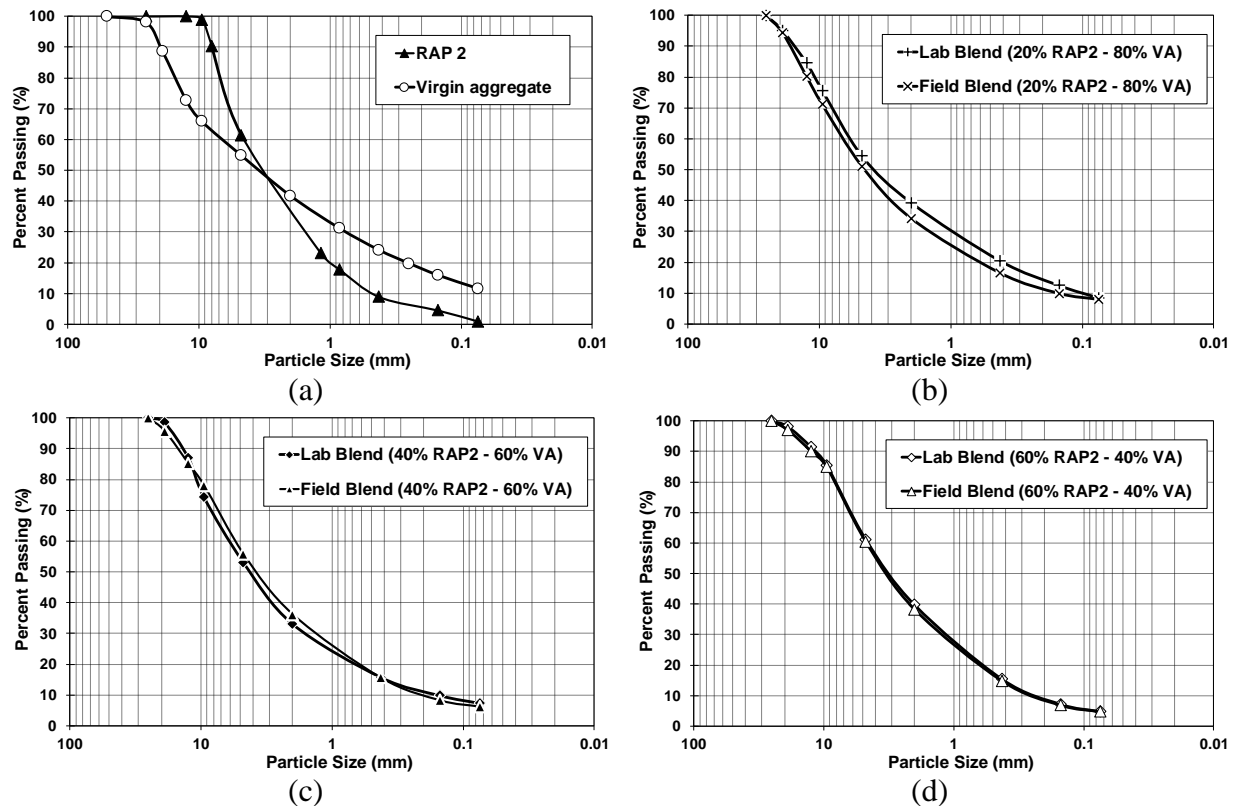 100
90
80
70
60
50
40
30
20
10
0
Percent Passing (%)
RAP 2
Virgin aggregate
100 10 1 0.1 0.01
Particle Size (mm)
(a)
100
90
80
70
60
50
40
30
20
10
0
Percent Passing (%)
Lab Blend (20% RAP2 - 80% VA)
Field Blend (20% RAP2 - 80% VA)
100 10 1 0.1 0.01
Particle Size (mm)
(b)
100
90
80
70
60
50
40
30
20
10
0
Percent Passing (%)
Lab Blend (40% RAP2 - 60% VA)
Field Blend (40% RAP2 - 60% VA)
100 10 1 0.1 0.01
Particle Size (mm)
(c)
100
90
80
70
60
50
40
30
20
10
0
Percent Passing (%)
Lab Blend (60% RAP2 - 40% VA)
Field Blend (60% RAP2 - 40% VA)
100 10 1 0.1 0.01
Particle Size (mm)
(d)